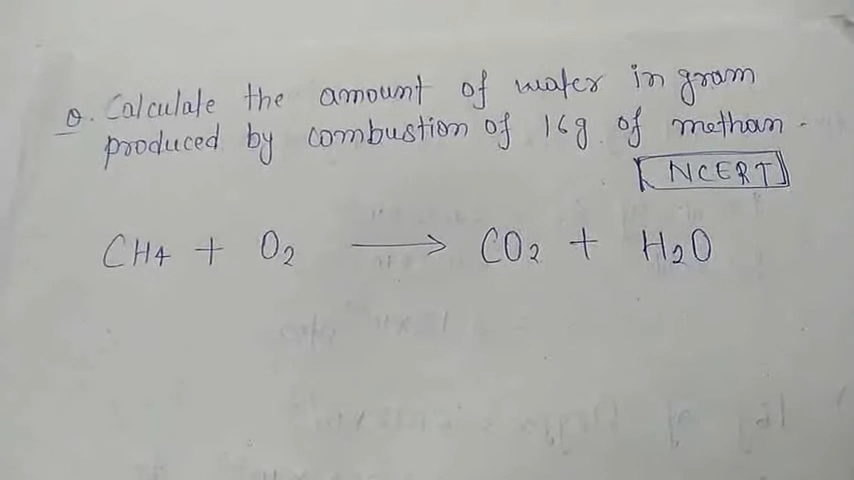 Q. Calculate the amount of water in gram
produced by combustion of 16g of methan.
[NCERT]
CH4 + O2 → CO2 + H2O